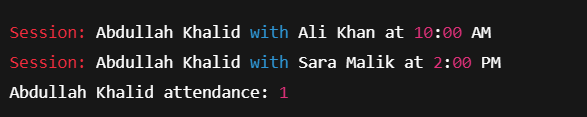 Session: Abdullah Khalid with Ali Khan at 10:00 AM
Session: Abdullah Khalid with Sara Malik at 2:00 PM
Abdullah Khalid attendance: 1